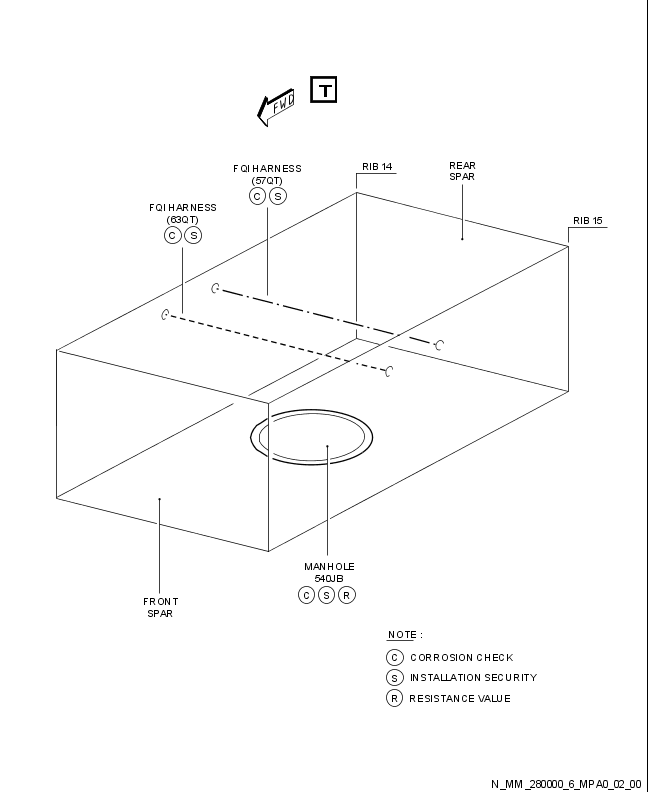 T
FWD
RIB 14
REAR
SPAR
FQI HARNESS
(57QT)
C S
FQI HARNESS
(63QT)
C S
RIB 15
MANHOLE
540JB
C S R
FRONT
SPAR
NOTE :
C CORROSION CHECK
S INSTALLATION SECURITY
R RESISTANCE VALUE
N_MM_280000_6_MPA0_02_00